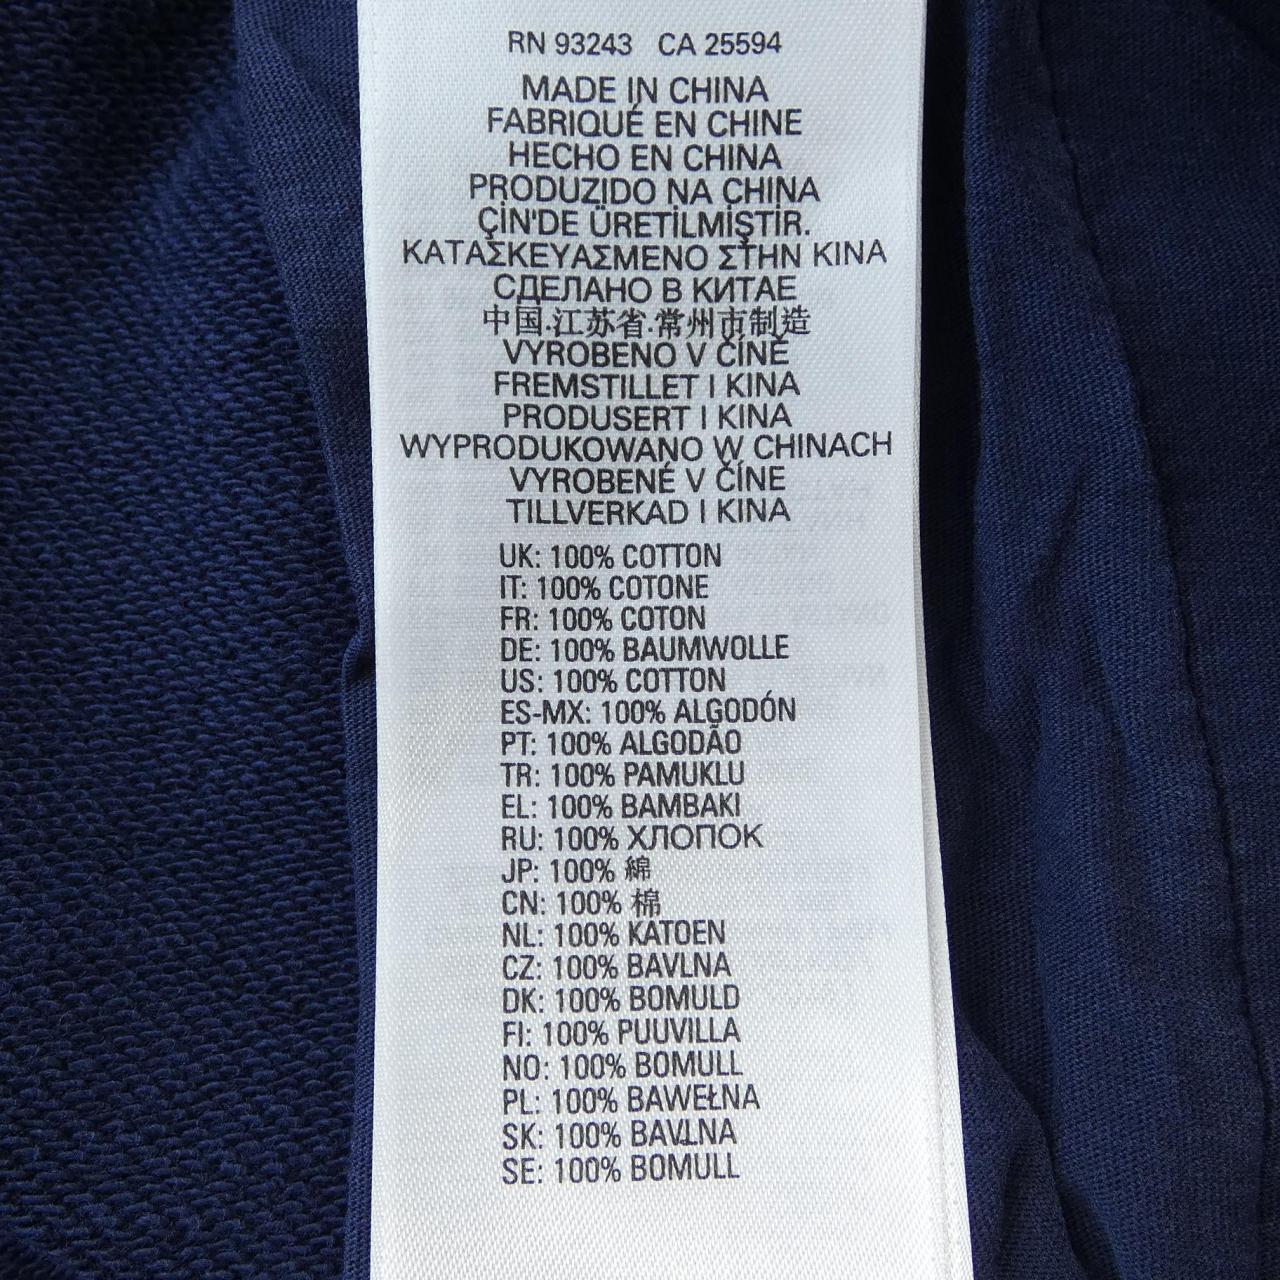 RN 93243 CA 25594
MADE IN CHINA
FABRIQUÉ EN CHINE
HECHO EN CHINA
PRODUZIDO NA CHINA
ÇİN'DE ÜRETİLMİŞTİR.
ΚΑΤΑΣΚΕΥΑΣΜΕΝΟ ΣΤΗΝ ΚΙΝΑ
СДЕЛАНО В КИТАЕ
中国.江苏省.常州市制造
VYROBENO V ČÍNĚ
FREMSTILLET I KINA
PRODUSERT I KINA
WYPRODUKOWANO W CHINACH
VYROBENÉ V ČÍNE
TILLVERKAD I KINA
UK: 100% COTTON
IT: 100% COTONE
FR: 100% COTON
DE: 100% BAUMWOLLE
US: 100% COTTON
ES-MX: 100% ALGODÓN
PT: 100% ALGODÃO
TR: 100% PAMUKLU
EL: 100% ΒΑΜΒΑΚΙ
RU: 100% ХЛОПОК
JP: 100% 綿
CN: 100% 棉
NL: 100% KATOEN
CZ: 100% BAVLNA
DK: 100% BOMULD
FI: 100% PUUVILLA
NO: 100% BOMULL
PL: 100% BAWEŁNA
SK: 100% BAVLNA
SE: 100% BOMULL